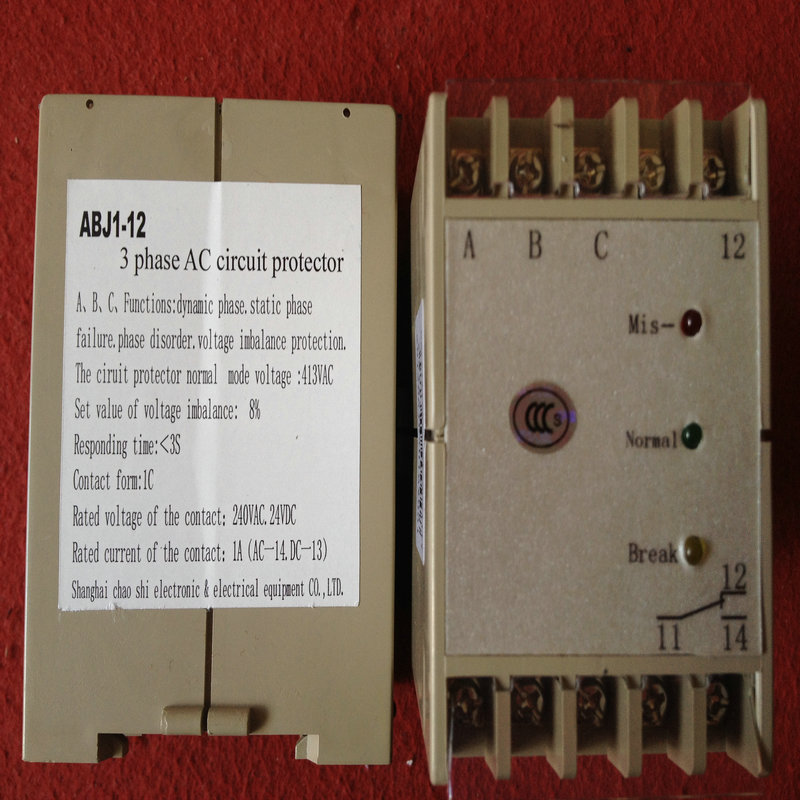 ABJ1-12
3 phase AC circuit protector
A、B、C、Functions:dynamic phase.static phase
failure.phase disorder.voltage imbalance protection.
The ciruit protector normal mode voltage :413VAC
Set value of voltage imbalance: 8%
Responding time:<3S
Contact form:1C
Rated voltage of the contact: 240VAC.24VDC
Rated current of the contact: 1A (AC—14.DC—13)
Shanghai chao shi electronic & electrical equipment CO.,LTD.
A B C 12
Mis—
CCC S
Normal
Break
12
11 14